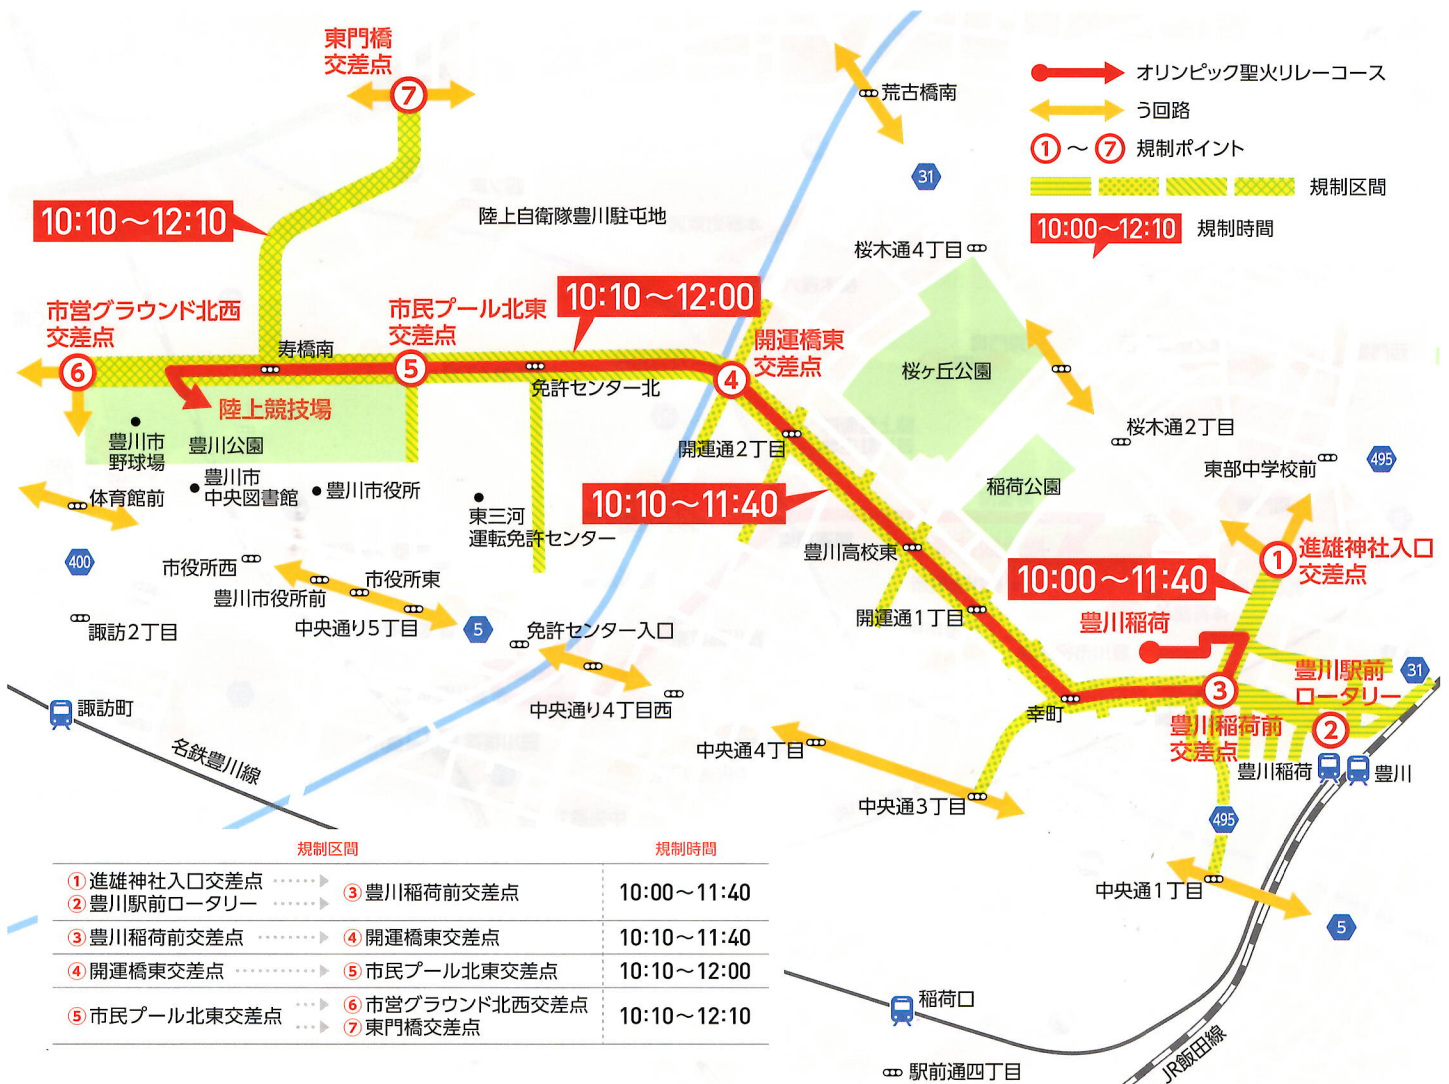 東門橋
交差点
⑦
荒古橋南
オリンピック聖火リレーコース
う回路
①～⑦ 規制ポイント
規制区間
10:00～12:10 規制時間
31
10:10～12:10
陸上自衛隊豊川駐屯地
桜木通4丁目
市営グラウンド北西
交差点
⑥
寿橋南
市民プール北東
交差点
⑤
10:10～12:00
開運橋東
交差点
④
免許センター北
陸上競技場
桜ヶ丘公園
豊川市
野球場
豊川公園
開運通2丁目
桜木通2丁目
東部中学校前
495
豊川市
中央図書館
豊川市役所
体育館前
東三河
運転免許センター
10:10～11:40
稲荷公園
400
市役所西
豊川市役所前
市役所東
中央通り5丁目
諏訪2丁目
5
免許センター入口
豊川高校東
開運通1丁目
10:00～11:40
①
進雄神社入口
交差点
豊川稲荷
③
豊川稲荷前
交差点
豊川駅前
ロータリー
②
31
諏訪町
名鉄豊川線
中央通り4丁目西
幸町
中央通4丁目
中央通3丁目
豊川稲荷
豊川
495
中央通1丁目
5
稲荷口
駅前通四丁目
JR飯田線
規制区間 規制時間
①進雄神社入口交差点
②豊川駅前ロータリー
③豊川稲荷前交差点 10:00～11:40
③豊川稲荷前交差点 ④開運橋東交差点 10:10～11:40
④開運橋東交差点 ⑤市民プール北東交差点 10:10～12:00
⑤市民プール北東交差点
⑥市営グラウンド北西交差点
⑦東門橋交差点
10:10～12:10